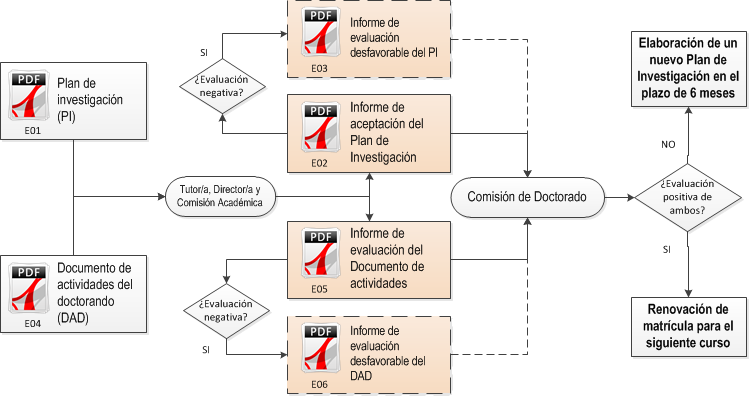 PDF
E01
Plan de
investigación
(PI)
PDF
E04
Documento de
actividades del
doctorando
(DAD)
Tutor/a, Director/a y
Comisión Académica
SI
¿Evaluación
negativa?
PDF
E03
Informe de
evaluación
desfavorable del PI
PDF
E02
Informe de
aceptación del
Plan de
Investigación
PDF
E05
Informe de
evaluación del
Documento de
actividades
¿Evaluación
negativa?
SI
PDF
E06
Informe de
evaluación
desfavorable del
DAD
Comisión de Doctorado
Elaboración de un
nuevo Plan de
Investigación en el
plazo de 6 meses
NO
¿Evaluación
positiva de
ambos?
SI
Renovación de
matrícula para el
siguiente curso